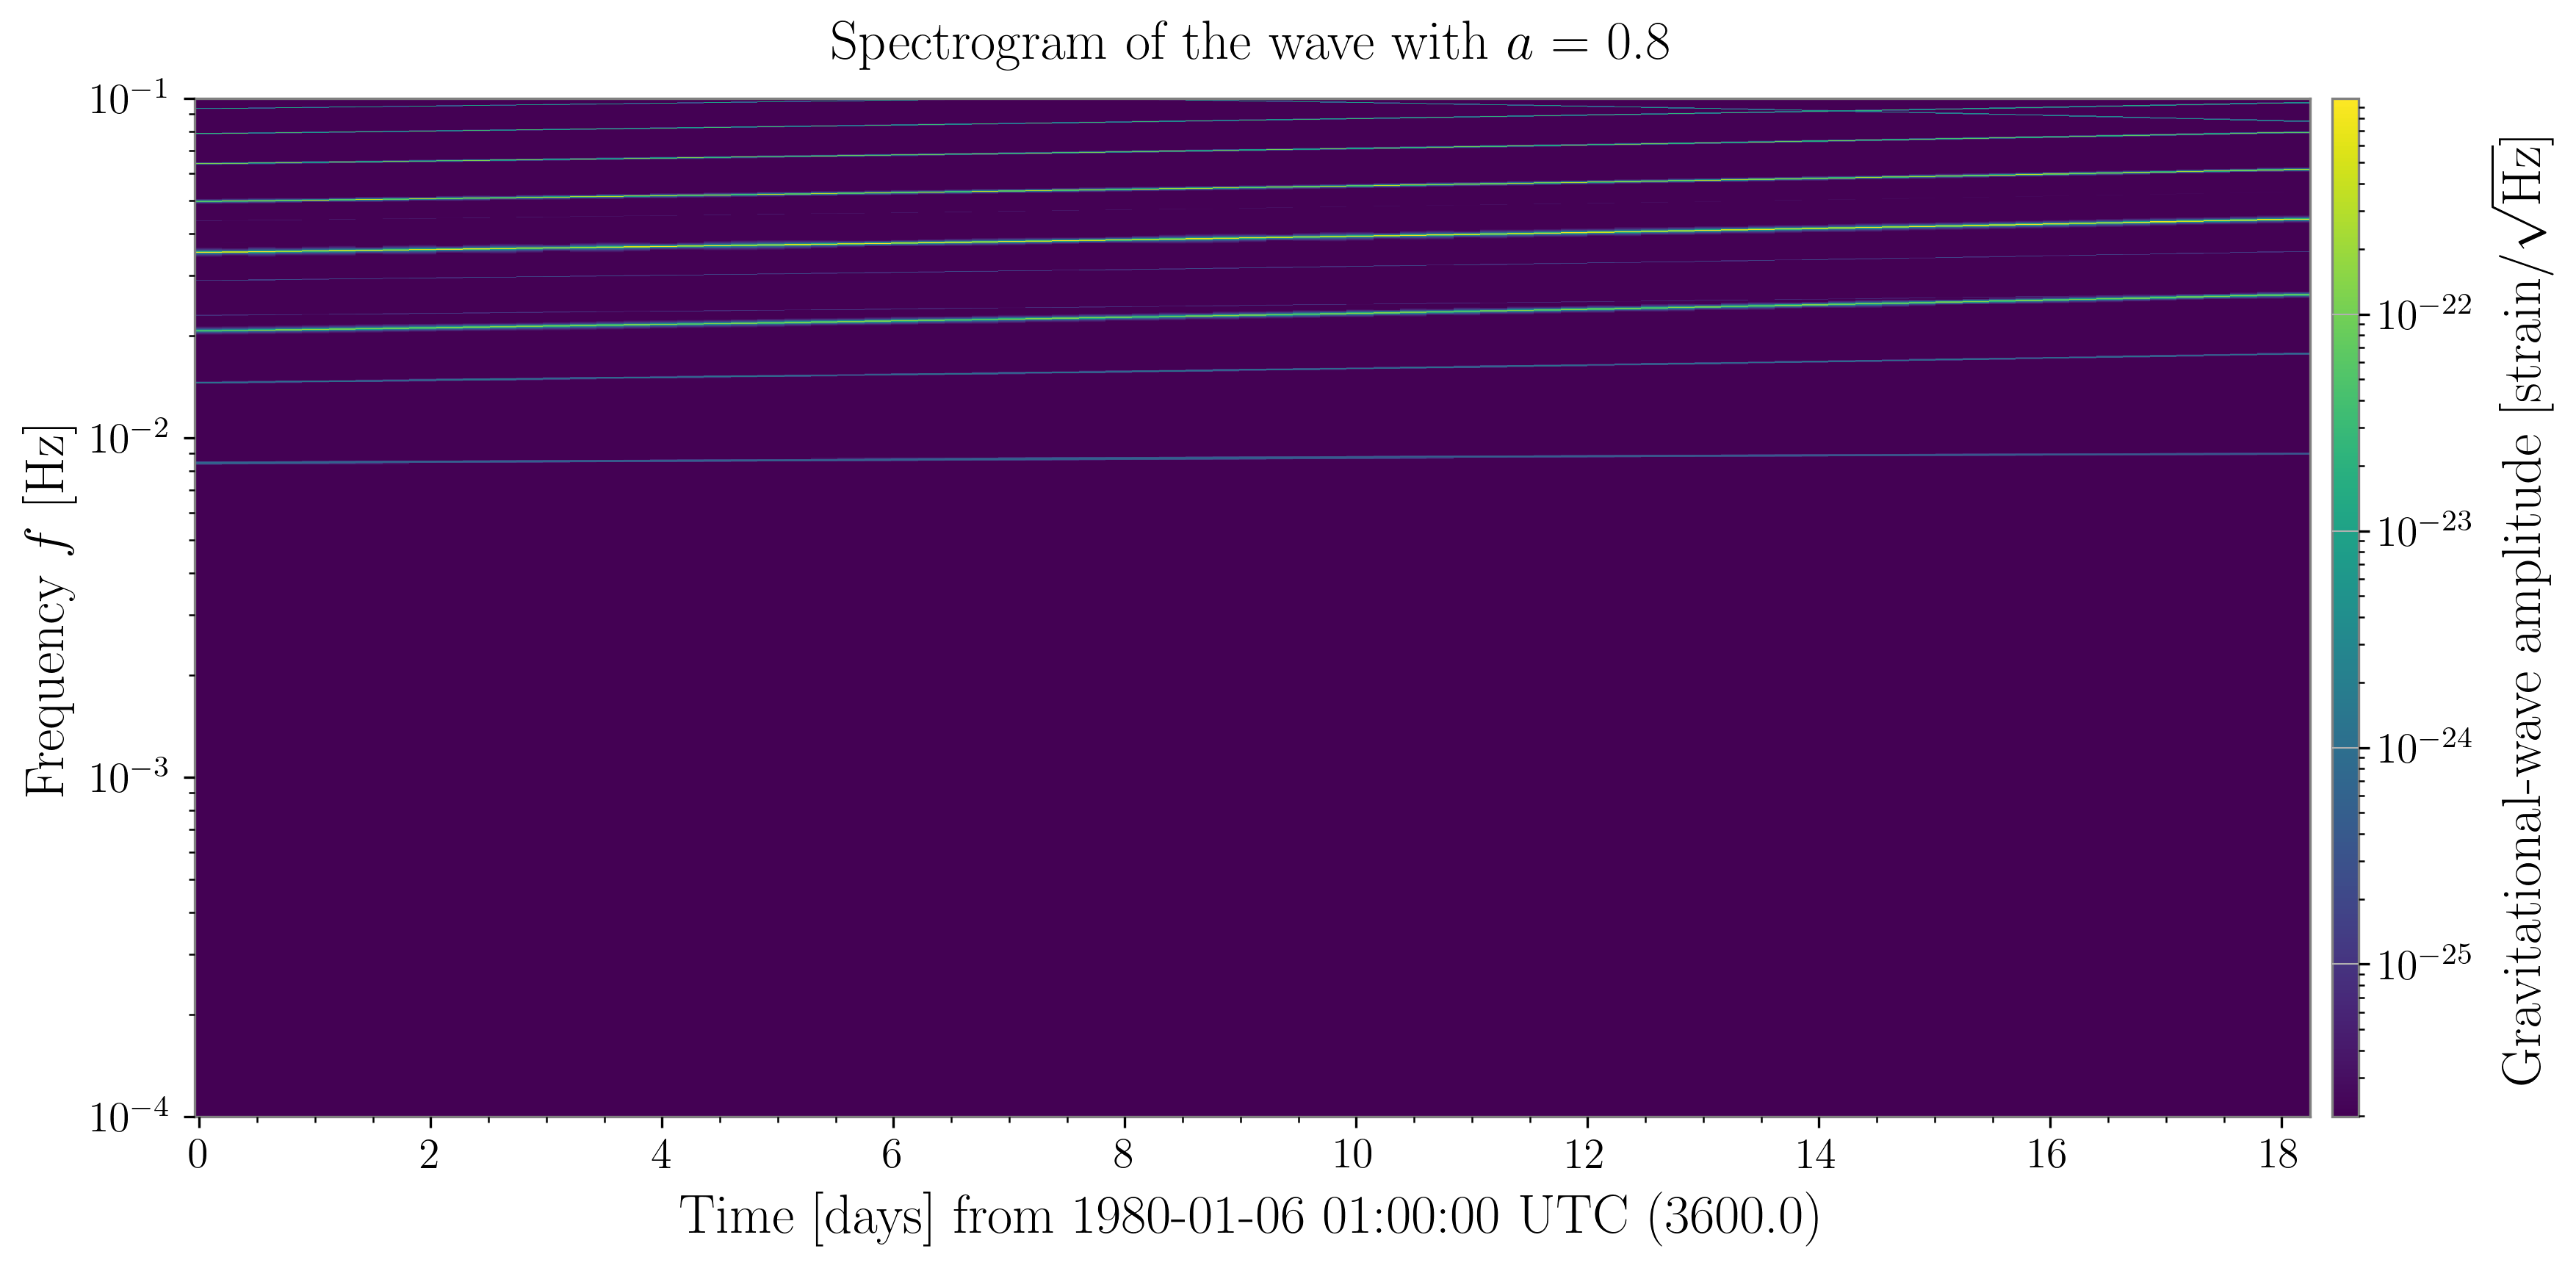 Spectrogram of the wave with a = 0.8
10⁻¹
10⁻²
10⁻³
10⁻⁴
Frequency f [Hz]
0 2 4 6 8 10 12 14 16 18
Time [days] from 1980-01-06 01:00:00 UTC (3600.0)
10⁻²²
10⁻²³
10⁻²⁴
10⁻²⁵
Gravitational-wave amplitude [strain/√Hz]